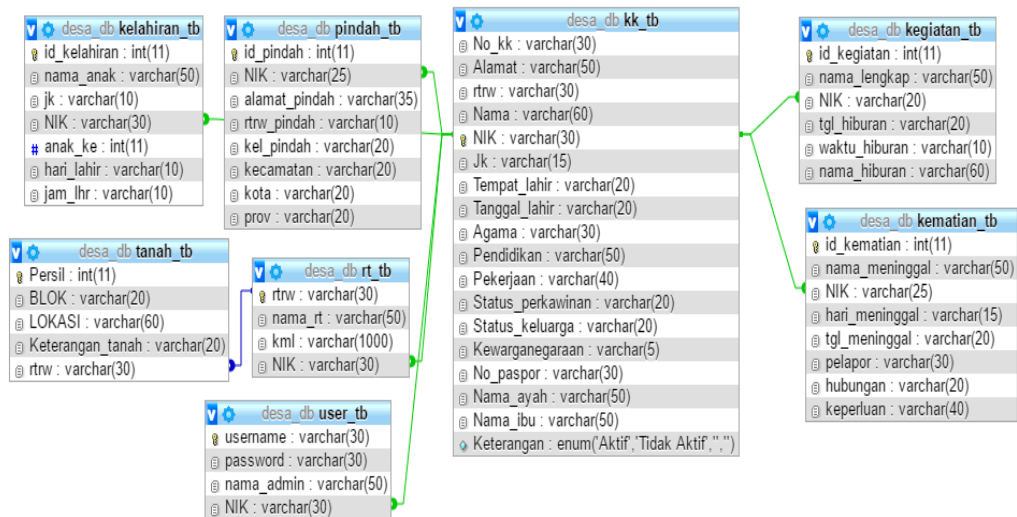 desa_db kelahiran_tb
id_kelahiran : int(11)
nama_anak : varchar(50)
jk : varchar(10)
NIK : varchar(30)
anak_ke : int(11)
hari_lahir : varchar(10)
jam_lhr : varchar(10)
desa_db pindah_tb
id_pindah : int(11)
NIK : varchar(25)
alamat_pindah : varchar(35)
rtrw_pindah : varchar(10)
kel_pindah : varchar(20)
kecamatan : varchar(20)
kota : varchar(20)
prov : varchar(20)
desa_db kk_tb
No_kk : varchar(30)
Alamat : varchar(50)
rtrw : varchar(30)
Nama : varchar(60)
NIK : varchar(30)
Jk : varchar(15)
Tempat_lahir : varchar(20)
Tanggal_lahir : varchar(20)
Agama : varchar(30)
Pendidikan : varchar(50)
Pekerjaan : varchar(40)
Status_perkawinan : varchar(20)
Status_keluarga : varchar(20)
Kewarganegaraan : varchar(5)
No_paspor : varchar(30)
Nama_ayah : varchar(50)
Nama_ibu : varchar(50)
Keterangan : enum('Aktif','Tidak Aktif','','')
desa_db kegiatan_tb
id_kegiatan : int(11)
nama_lengkap : varchar(50)
NIK : varchar(20)
tgl_hiburan : varchar(20)
waktu_hiburan : varchar(10)
nama_hiburan : varchar(60)
desa_db kematian_tb
id_kematian : int(11)
nama_meninggal : varchar(50)
NIK : varchar(25)
hari_meninggal : varchar(15)
tgl_meninggal : varchar(20)
pelapor : varchar(30)
hubungan : varchar(20)
keperluan : varchar(40)
desa_db tanah_tb
Persil : int(11)
BLOK : varchar(20)
LOKASI : varchar(60)
Keterangan_tanah : varchar(20)
rtrw : varchar(30)
desa_db rt_tb
rtrw : varchar(30)
nama_rt : varchar(50)
kml : varchar(1000)
NIK : varchar(30)
desa_db user_tb
username : varchar(30)
password : varchar(30)
nama_admin : varchar(50)
NIK : varchar(30)